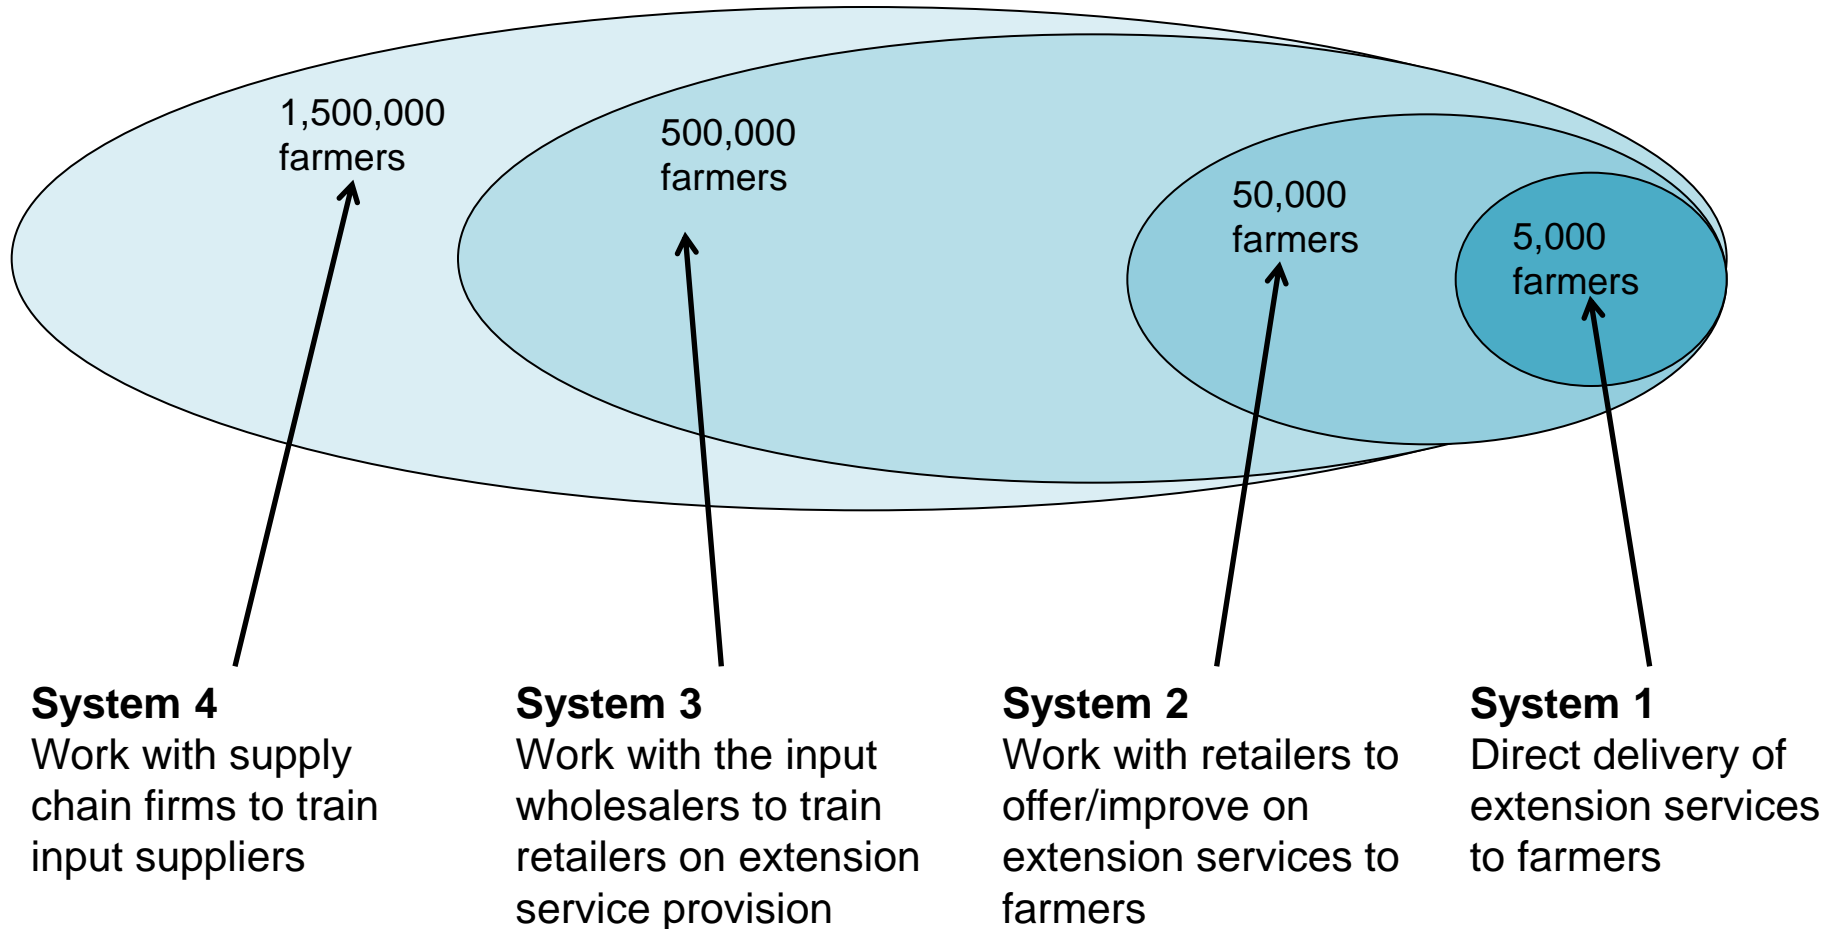 1,500,000
farmers
500,000
farmers
50,000
farmers
5,000
farmers
System 4
Work with supply
chain firms to train
input suppliers
System 3
Work with the input
wholesalers to train
retailers on extension
service provision
System 2
Work with retailers to
offer/improve on
extension services to
farmers
System 1
Direct delivery of
extension services
to farmers